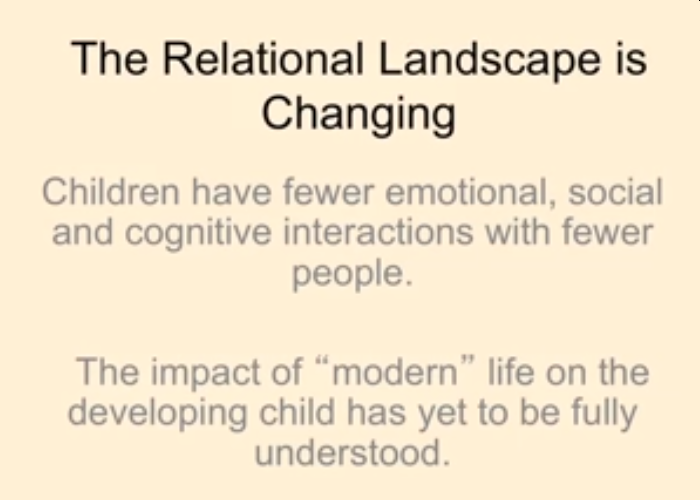 The Relational Landscape is
Changing
Children have fewer emotional, social
and cognitive interactions with fewer
people.
The impact of “modern” life on the
developing child has yet to be fully
understood.